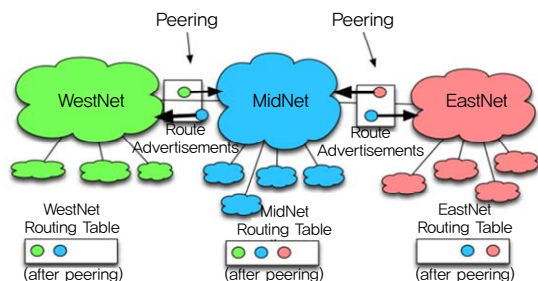 Peering
Peering
WestNet
MidNet
EastNet
Route
Advertisements
Route
Advertisements
WestNet
Routing Table
(after peering)
MidNet
Routing Table
(after peering)
EastNet
Routing Table
(after peering)